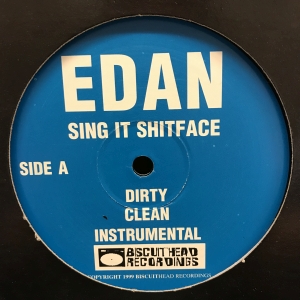 EDAN
SING IT SHITFACE
SIDE A
DIRTY
CLEAN
INSTRUMENTAL
BISCUITHEAD
RECORDINGS
COPYRIGHT 1999 BISCUITHEAD RECORDINGS